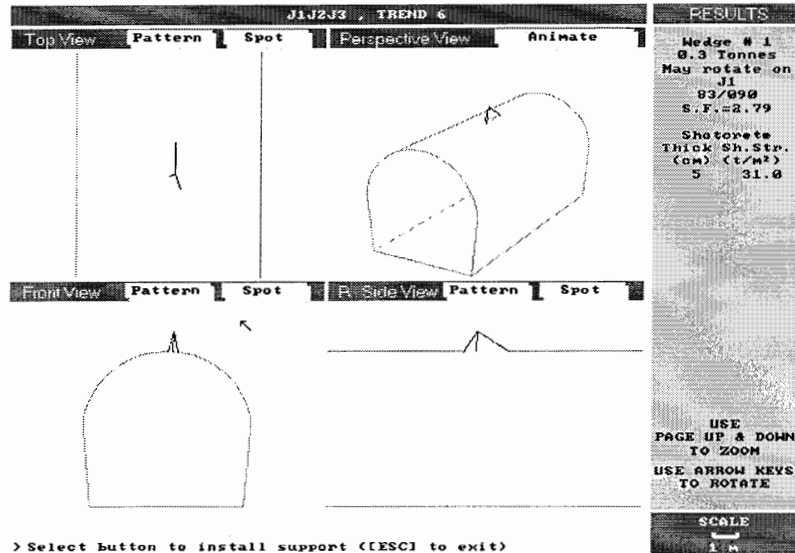 J1J2J3 , TREND 6
Top View Pattern Spot
Perspective View Animate
Front View Pattern Spot
R. Side View Pattern Spot
> Select button to install support ([ESC] to exit)
RESULTS
Wedge # 1
0.3 Tonnes
May rotate on
J1
83/090
S.F.=2.79
Shotcrete
Thick Sh.Str.
(cm) (t/m²)
5 31.0
USE
PAGE UP & DOWN
TO ZOOM
USE ARROW KEYS
TO ROTATE
SCALE